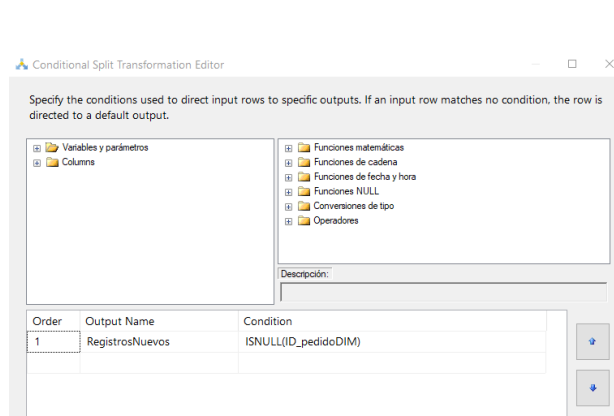 Conditional Split Transformation Editor
Specify the conditions used to direct input rows to specific outputs. If an input row matches no condition, the row is
directed to a default output.
Variables y parámetros
Columns
Funciones matemáticas
Funciones de cadena
Funciones de fecha y hora
Funciones NULL
Conversiones de tipo
Operadores
Descripción:
Order Output Name Condition
1 RegistrosNuevos ISNULL(ID_pedidoDIM)